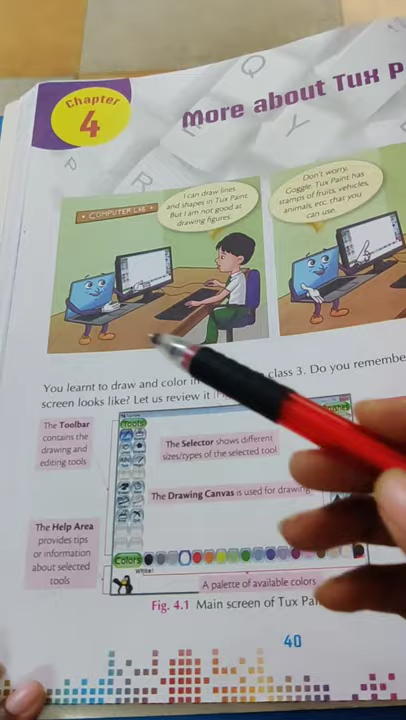 Chapter
4
More about Tux P
Q
Y
P
R
COMPUTER LAB
I can draw lines
and shapes in Tux Paint.
But I am not good at
drawing figures.
Don't worry,
Goggle. Tux Paint has
stamps of fruits, vehicles,
animals, etc. that you
can use.
You learnt to draw and color in class 3. Do you remembe
screen looks like? Let us review it
The Toolbar
contains the
drawing and
editing tools
Tools
The Selector shows different
sizes/types of the selected tool
The Drawing Canvas is used for drawing
The Help Area
provides tips
or information
about selected
tools
Colors
White!
A palette of available colors
Fig. 4.1 Main screen of Tux Pai
40